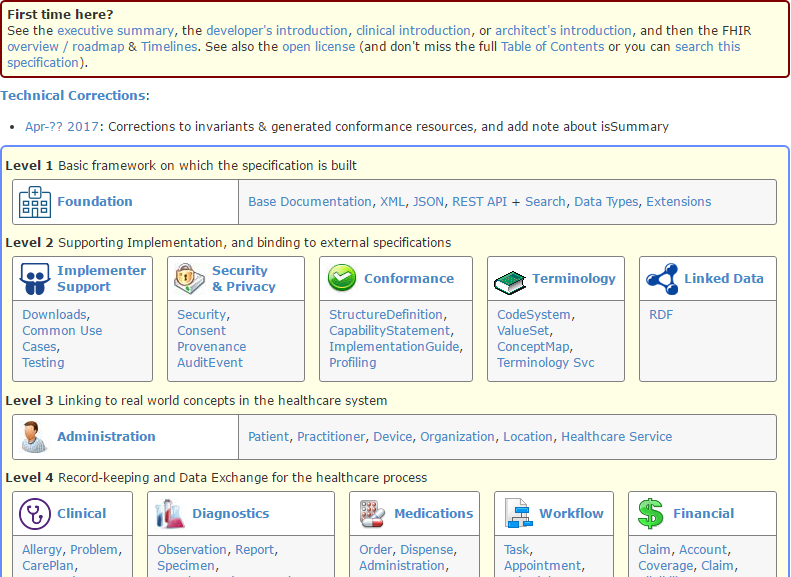 First time here?
See the executive summary, the developer's introduction, clinical introduction, or architect's introduction, and then the FHIR
overview / roadmap & Timelines. See also the open license (and don't miss the full Table of Contents or you can search this
specification).
Technical Corrections:
• Apr-?? 2017: Corrections to invariants & generated conformance resources, and add note about isSummary
Level 1 Basic framework on which the specification is built
Foundation
Base Documentation, XML, JSON, REST API + Search, Data Types, Extensions
Level 2 Supporting Implementation, and binding to external specifications
Implementer
Support
Downloads,
Common Use
Cases,
Testing
Security
& Privacy
Security,
Consent
Provenance
AuditEvent
Conformance
StructureDefinition,
CapabilityStatement,
ImplementationGuide,
Profiling
Terminology
CodeSystem,
ValueSet,
ConceptMap,
Terminology Svc
Linked Data
RDF
Level 3 Linking to real world concepts in the healthcare system
Administration
Patient, Practitioner, Device, Organization, Location, Healthcare Service
Level 4 Record-keeping and Data Exchange for the healthcare process
Clinical
Allergy, Problem,
CarePlan,
Diagnostics
Observation, Report,
Specimen,
Medications
Order, Dispense,
Administration,
Workflow
Task,
Appointment,
Financial
Claim, Account,
Coverage, Claim,